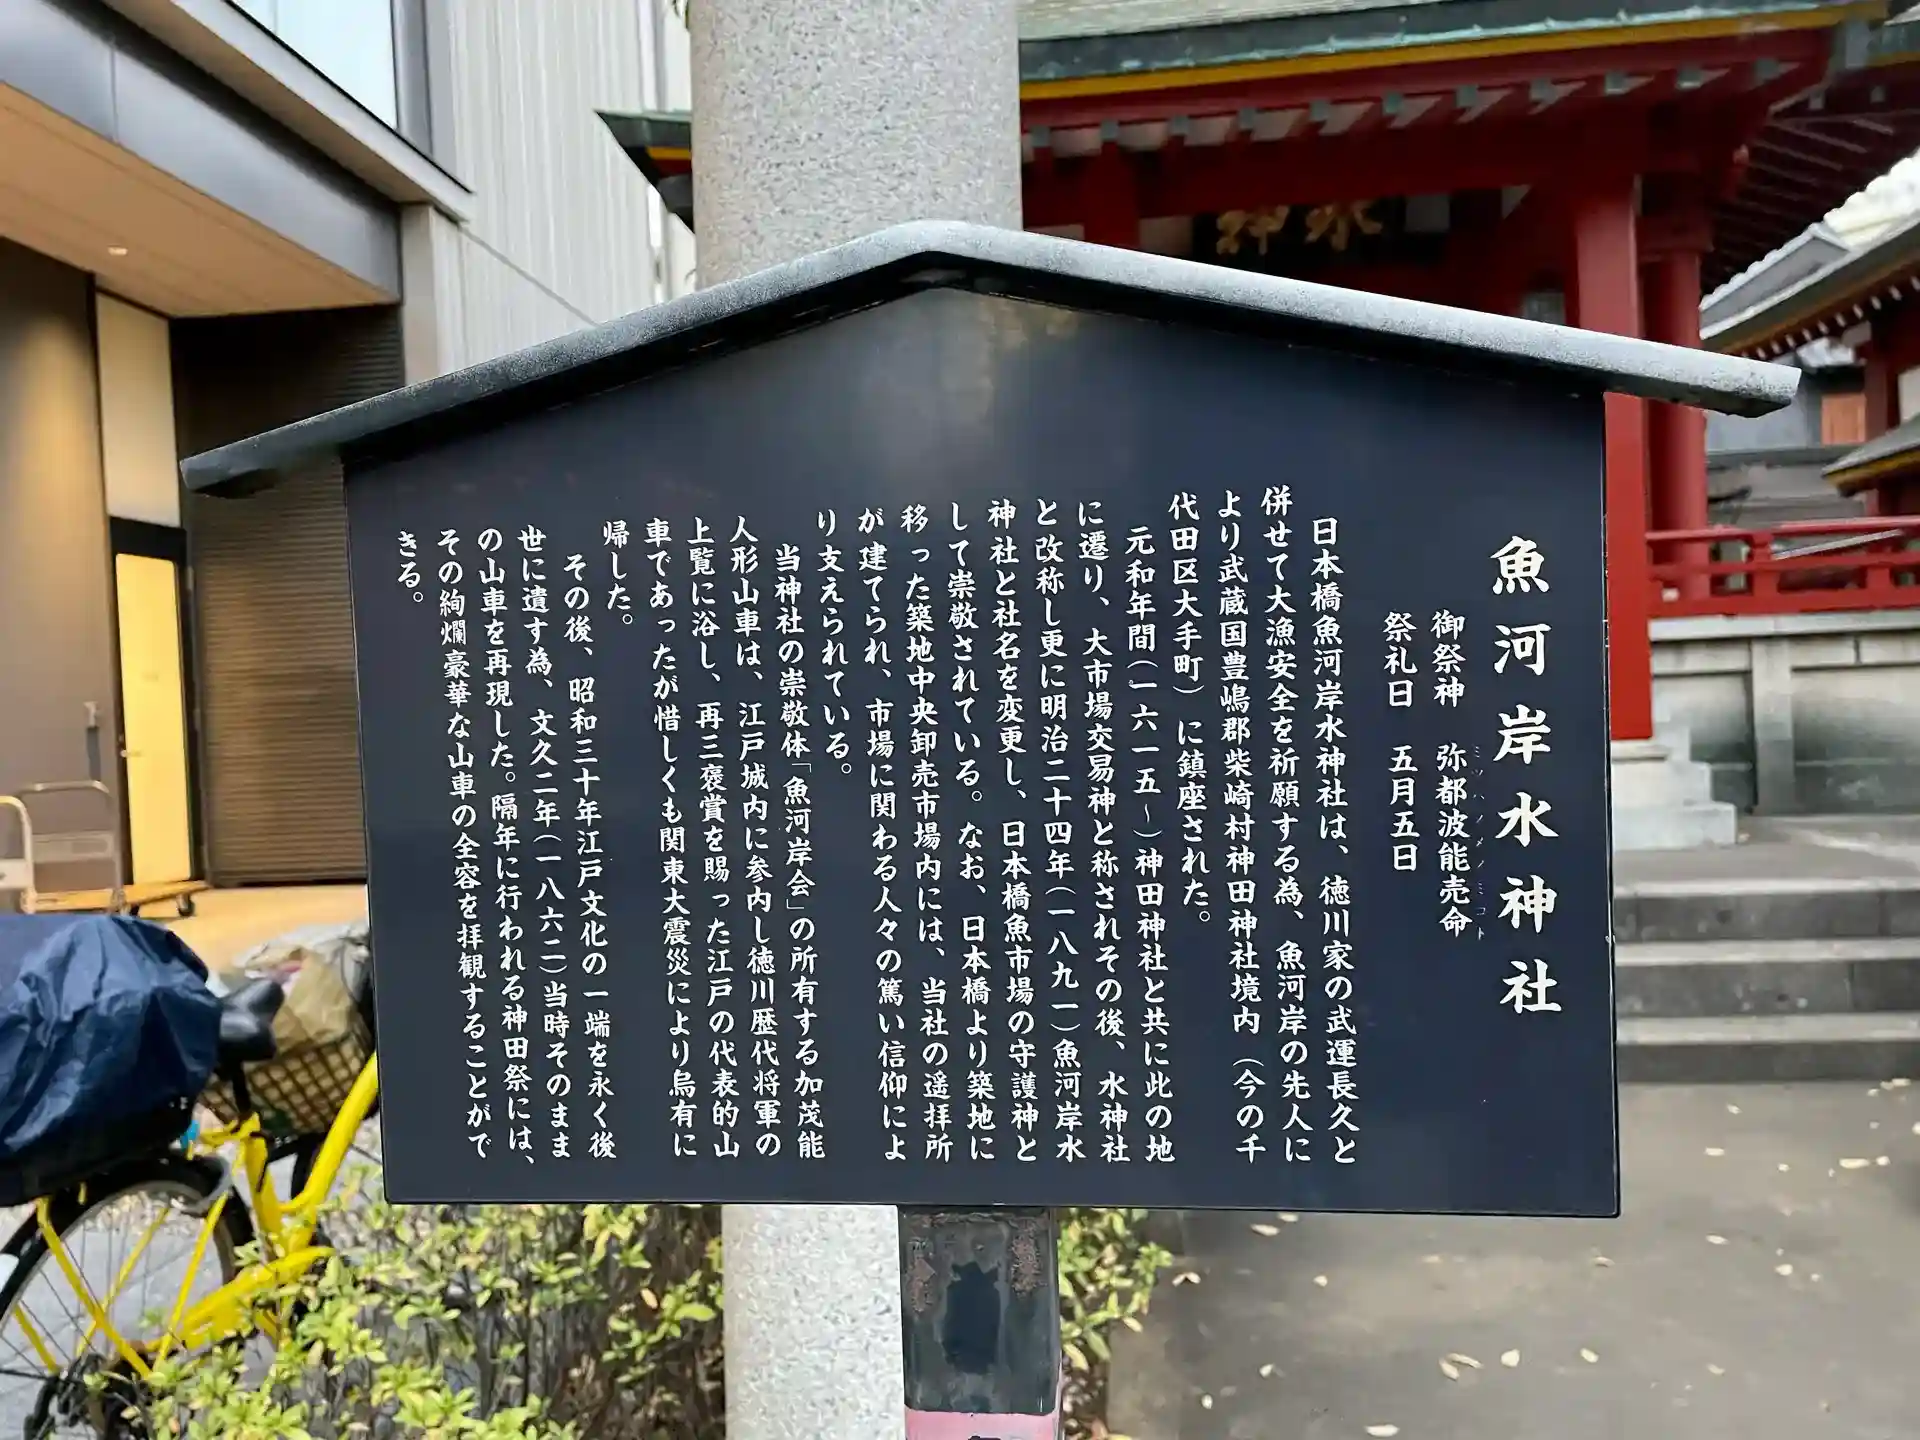 魚河岸水神社
御祭神 弥都波能売命
ミツハノメノミコト
祭礼日 五月五日
日本橋魚河岸水神社は、徳川家の武運長久と
併せて大漁安全を祈願する為、魚河岸の先人に
より武蔵国豊嶋郡柴崎村神田神社境内(今の千
代田区大手町)に鎮座された。
元和年間(一六一五~)神田神社と共に此の地
に遷り、大市場交易神と称されその後、水神社
と改称し更に明治二十四年(一八九一)魚河岸水
神社と社名を変更し、日本橋魚市場の守護神と
して崇敬されている。なお、日本橋より築地に
移った築地中央卸売市場内には、当社の遥拝所
が建てられ、市場に関わる人々の篤い信仰によ
り支えられている。
当神社の崇敬体「魚河岸会」の所有する加茂能
人形山車は、江戸城内に参内し徳川歴代将軍の
上覧に浴し、再三褒賞を賜った江戸の代表的山
車であったが惜しくも関東大震災により烏有に
帰した。
その後、昭和三十年江戸文化の一端を永く後
世に遺す為、文久二年(一八六二)当時そのまま
の山車を再現した。隔年に行われる神田祭には、
その絢爛豪華な山車の全容を拝観することがで
きる。
神水